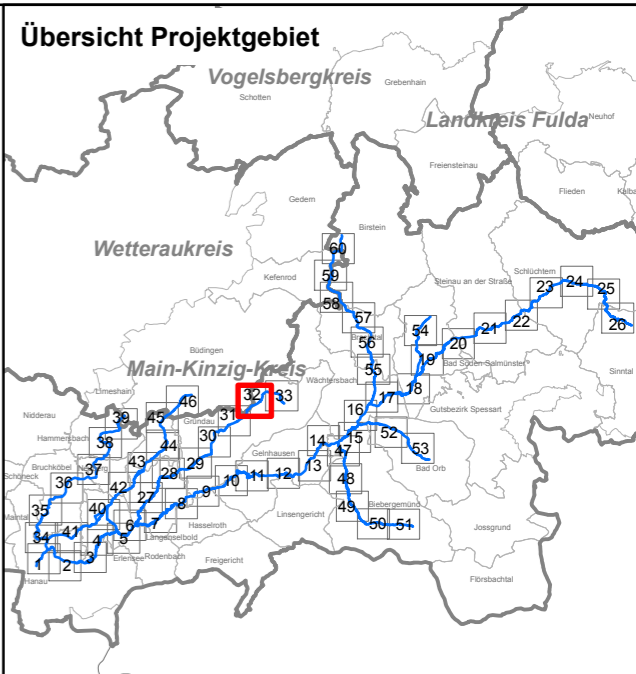 Übersicht Projektgebiet
Vogelsbergkreis
Grebenhain
Schotten
Landkreis Fulda
Neuhof
Freiensteinau
Flieden
Gedern
Birstein
Wetteraukreis
60
Kefenrod
59
Steinau an der Straße
Schlüchtern
23
24
25
58
57
54
22
26
56
21
20
Büdingen
19
Main-Kinzig-Kreis
55
Bad Soden-Salmünster
Sinntal
Limeshain
46
32
33
Wächtersbach
18
17
Nidderau
39
45
31
16
Gutsbezirk Spessart
Hammersbach
38
44
Gründau
30
14
15
52
Schöneck
Bruchköbel
37
43
29
Gelnhausen
47
53
36
42
28
10
11
12
13
48
Bad Orb
Maintal
35
40
27
8
9
Linsengericht
49
Biebergemünd
34
41
6
7
Hasselroth
50
51
Jossgrund
4
5
Langenselbold
1
2
3
Erlensee
Rodenbach
Freigericht
Hanau
Flörsbachtal